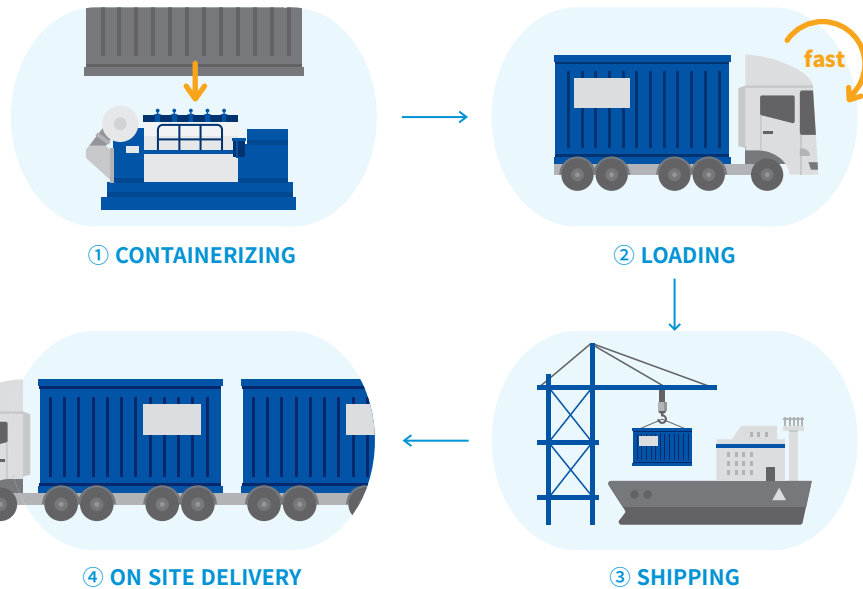 fast
① CONTAINERIZING
② LOADING
③ SHIPPING
④ ON SITE DELIVERY